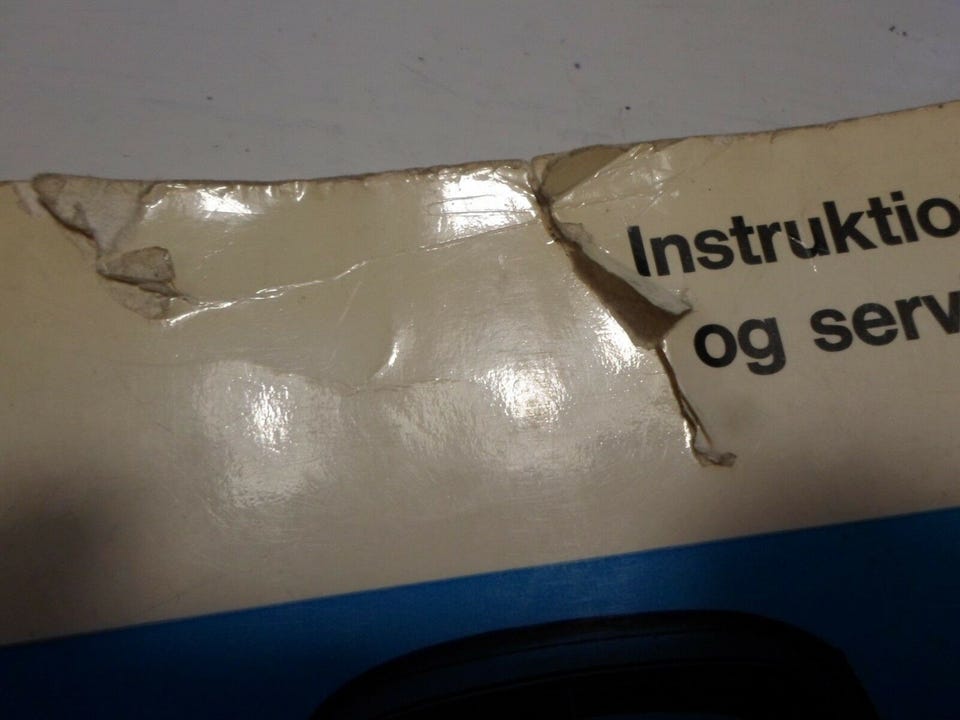 Instruktio
og serv